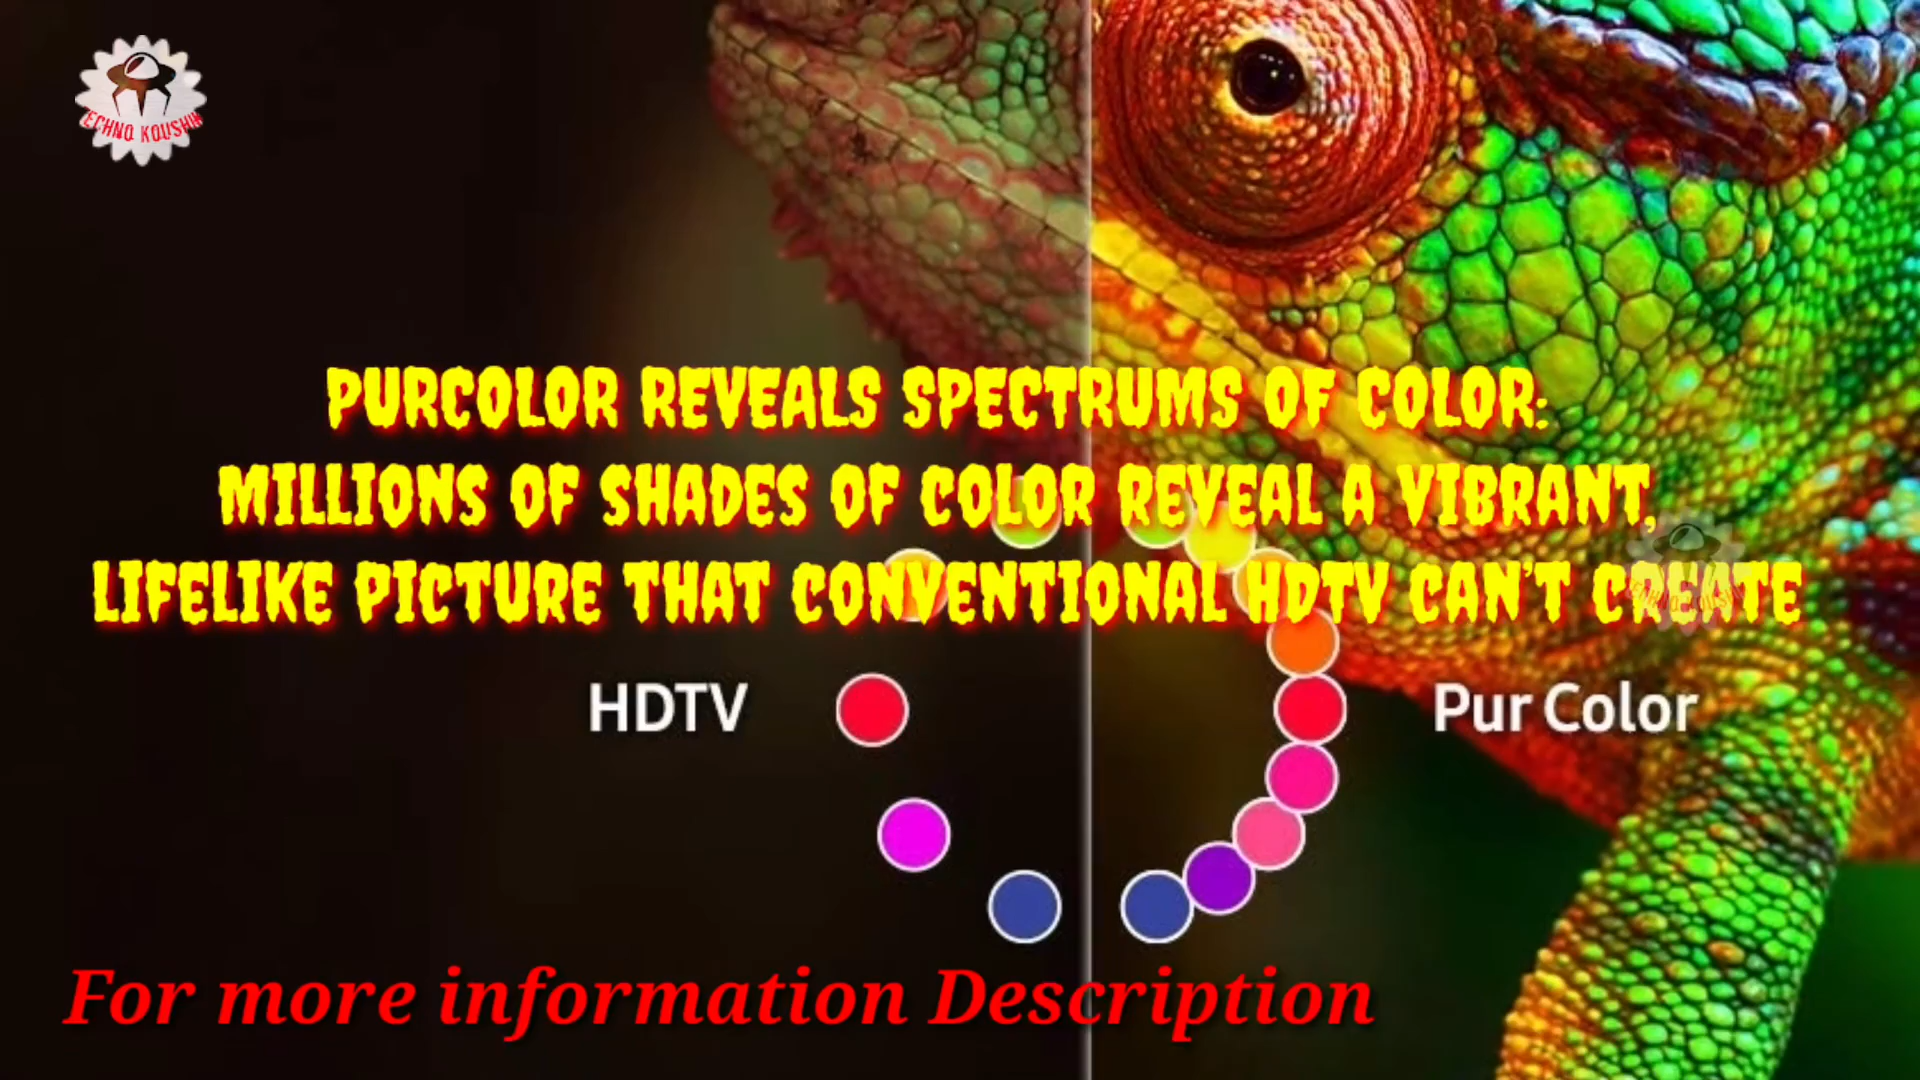 ECHNO KOUSHIK
PURCOLOR REVEALS SPECTRUMS OF COLOR:
MILLIONS OF SHADES OF COLOR REVEAL A VIBRANT,
LIFELIKE PICTURE THAT CONVENTIONAL HDTV CAN'T CREATE
HDTV
Pur Color
For more information Description